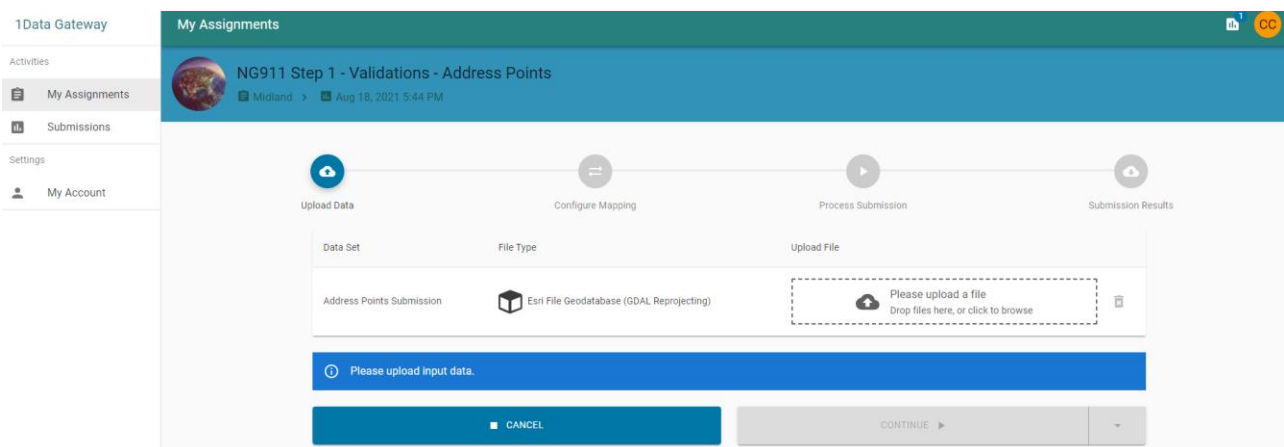 1Data Gateway
Activities
My Assignments
Submissions
Settings
My Account
My Assignments
1
CC
NG911 Step 1 - Validations - Address Points
Midland > Aug 18, 2021 5:44 PM
Upload Data
Configure Mapping
Process Submission
Submission Results
Data Set
File Type
Upload File
Address Points Submission
Esri File Geodatabase (GDAL Reprojecting)
Please upload a file
Drop files here, or click to browse
Please upload input data.
CANCEL
CONTINUE